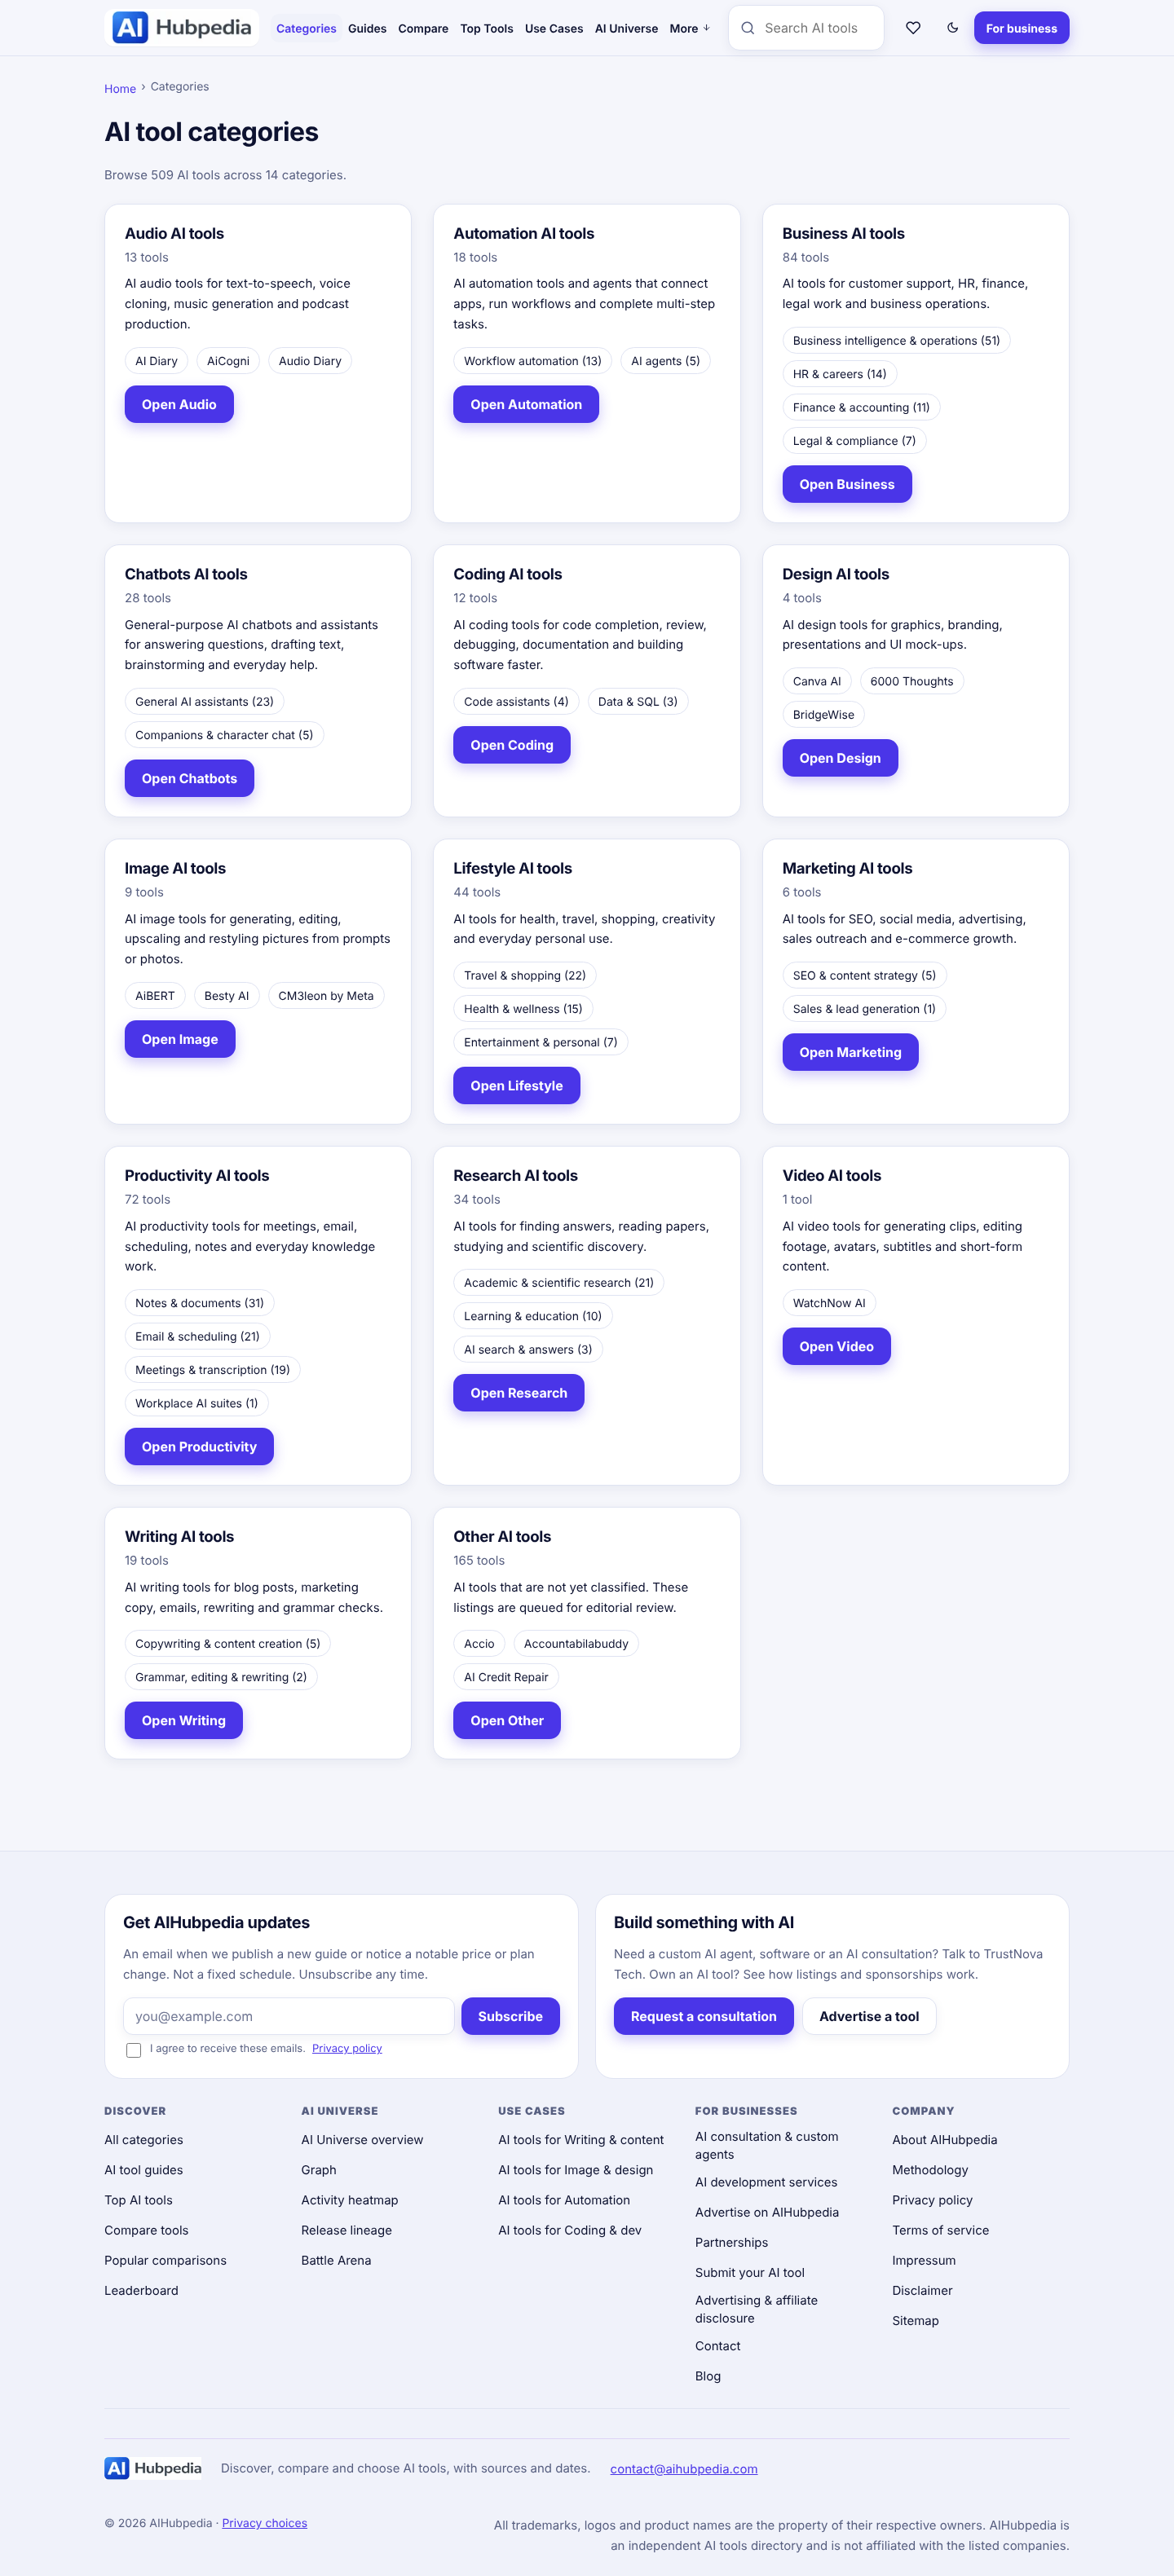 AI Hubpedia
Categories Guides Compare Top Tools Use Cases AI Universe More ↓
Search AI tools
For business
Home › Categories
AI tool categories
Browse 509 AI tools across 14 categories.
Audio AI tools
13 tools
AI audio tools for text-to-speech, voice
cloning, music generation and podcast
production.
AI Diary AiCogni Audio Diary
Open Audio
Automation AI tools
18 tools
AI automation tools and agents that connect
apps, run workflows and complete multi-step
tasks.
Workflow automation (13) AI agents (5)
Open Automation
Business AI tools
84 tools
AI tools for customer support, HR, finance,
legal work and business operations.
Business intelligence & operations (51)
HR & careers (14)
Finance & accounting (11)
Legal & compliance (7)
Open Business
Chatbots AI tools
28 tools
General-purpose AI chatbots and assistants
for answering questions, drafting text,
brainstorming and everyday help.
General AI assistants (23)
Companions & character chat (5)
Open Chatbots
Coding AI tools
12 tools
AI coding tools for code completion, review,
debugging, documentation and building
software faster.
Code assistants (4) Data & SQL (3)
Open Coding
Design AI tools
4 tools
AI design tools for graphics, branding,
presentations and UI mock-ups.
Canva AI 6000 Thoughts
BridgeWise
Open Design
Image AI tools
9 tools
AI image tools for generating, editing,
upscaling and restyling pictures from prompts
or photos.
AiBERT Besty AI CM3leon by Meta
Open Image
Lifestyle AI tools
44 tools
AI tools for health, travel, shopping, creativity
and everyday personal use.
Travel & shopping (22)
Health & wellness (15)
Entertainment & personal (7)
Open Lifestyle
Marketing AI tools
6 tools
AI tools for SEO, social media, advertising,
sales outreach and e-commerce growth.
SEO & content strategy (5)
Sales & lead generation (1)
Open Marketing
Productivity AI tools
72 tools
AI productivity tools for meetings, email,
scheduling, notes and everyday knowledge
work.
Notes & documents (31)
Email & scheduling (21)
Meetings & transcription (19)
Workplace AI suites (1)
Open Productivity
Research AI tools
34 tools
AI tools for finding answers, reading papers,
studying and scientific discovery.
Academic & scientific research (21)
Learning & education (10)
AI search & answers (3)
Open Research
Video AI tools
1 tool
AI video tools for generating clips, editing
footage, avatars, subtitles and short-form
content.
WatchNow AI
Open Video
Writing AI tools
19 tools
AI writing tools for blog posts, marketing
copy, emails, rewriting and grammar checks.
Copywriting & content creation (5)
Grammar, editing & rewriting (2)
Open Writing
Other AI tools
165 tools
AI tools that are not yet classified. These
listings are queued for editorial review.
Accio Accountabilabuddy
AI Credit Repair
Open Other
Get AIHubpedia updates
An email when we publish a new guide or notice a notable price or plan
change. Not a fixed schedule. Unsubscribe any time.
you@example.com
Subscribe
I agree to receive these emails. Privacy policy
Build something with AI
Need a custom AI agent, software or an AI consultation? Talk to TrustNova
Tech. Own an AI tool? See how listings and sponsorships work.
Request a consultation
Advertise a tool
DISCOVER
All categories
AI tool guides
Top AI tools
Compare tools
Popular comparisons
Leaderboard
AI UNIVERSE
AI Universe overview
Graph
Activity heatmap
Release lineage
Battle Arena
USE CASES
AI tools for Writing & content
AI tools for Image & design
AI tools for Automation
AI tools for Coding & dev
FOR BUSINESSES
AI consultation & custom
agents
AI development services
Advertise on AIHubpedia
Partnerships
Submit your AI tool
Advertising & affiliate
disclosure
Contact
Blog
COMPANY
About AIHubpedia
Methodology
Privacy policy
Terms of service
Impressum
Disclaimer
Sitemap
AI Hubpedia
Discover, compare and choose AI tools, with sources and dates.
contact@aihubpedia.com
© 2026 AIHubpedia · Privacy choices
All trademarks, logos and product names are the property of their respective owners. AIHubpedia is
an independent AI tools directory and is not affiliated with the listed companies.